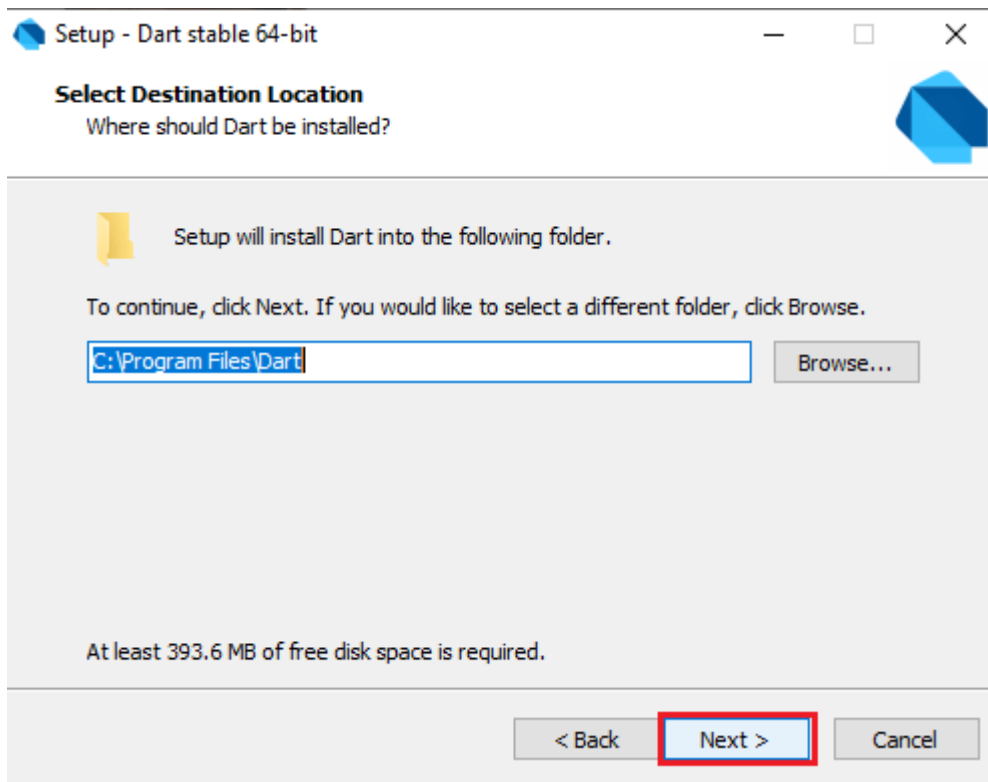 Setup - Dart stable 64-bit
Select Destination Location
Where should Dart be installed?
Setup will install Dart into the following folder.
To continue, click Next. If you would like to select a different folder, click Browse.
C:\Program Files\Dart
Browse...
At least 393.6 MB of free disk space is required.
< Back
Next >
Cancel